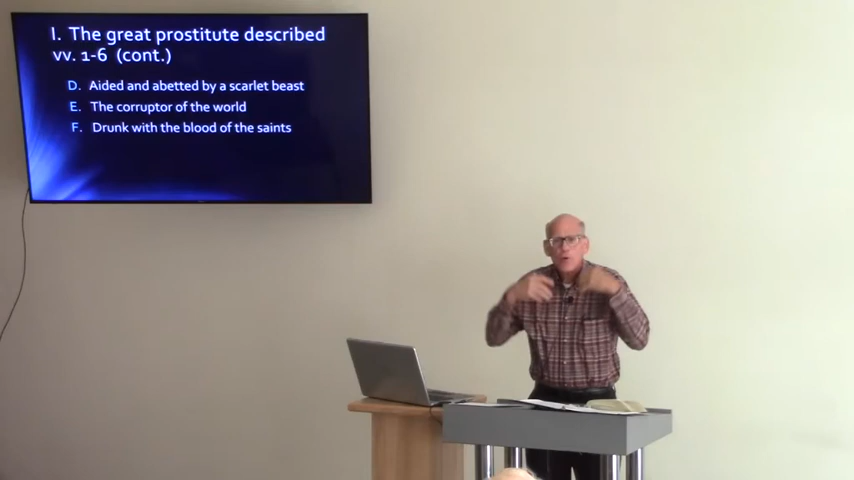 I. The great prostitute described
vv. 1-6 (cont.)
D. Aided and abetted by a scarlet beast
E. The corruptor of the world
F. Drunk with the blood of the saints